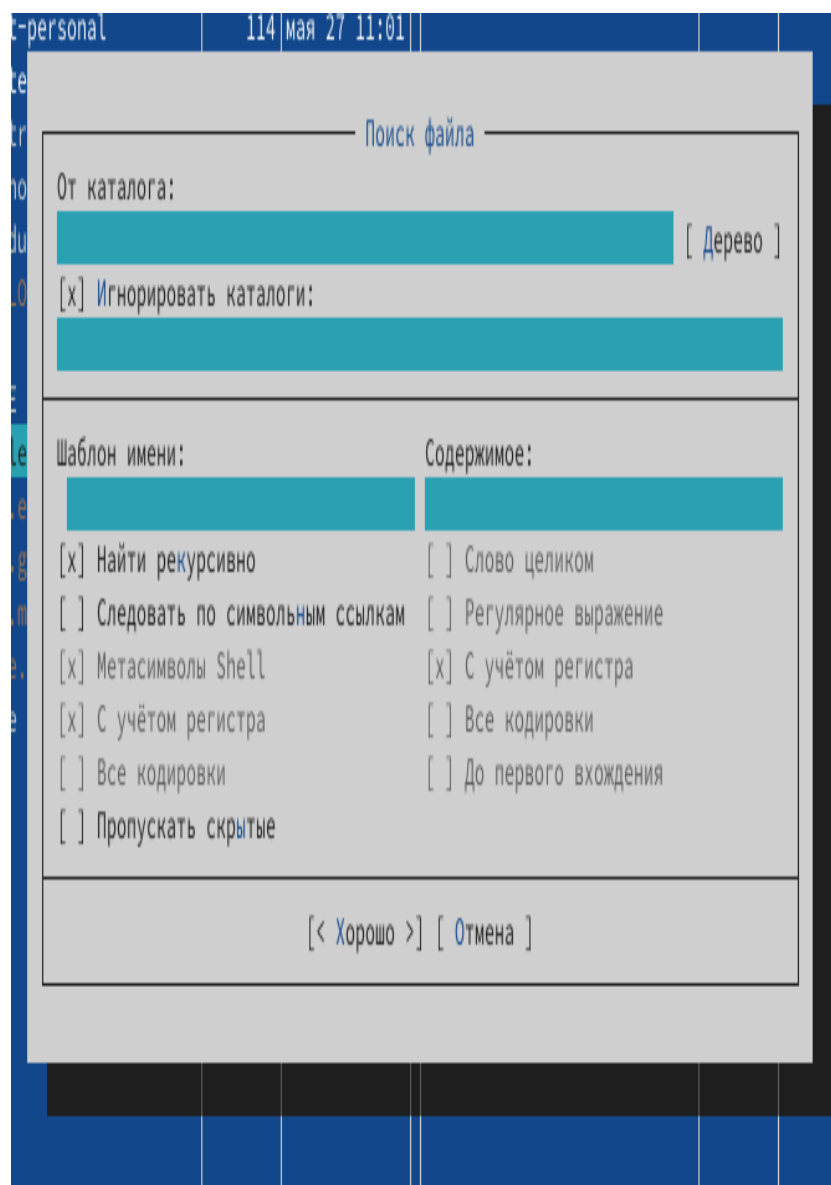 t-personal 114 мая 27 11:01
Поиск файла
От каталога:
[ Дерево ]
[x] Игнорировать каталоги:
Шаблон имени: Содержимое:
[x] Найти рекурсивно [ ] Слово целиком
[ ] Следовать по символьным ссылкам [ ] Регулярное выражение
[x] Метасимволы Shell [x] С учётом регистра
[x] С учётом регистра [ ] Все кодировки
[ ] Все кодировки [ ] До первого вхождения
[ ] Пропускать скрытые
[< Хорошо >] [ Отмена ]